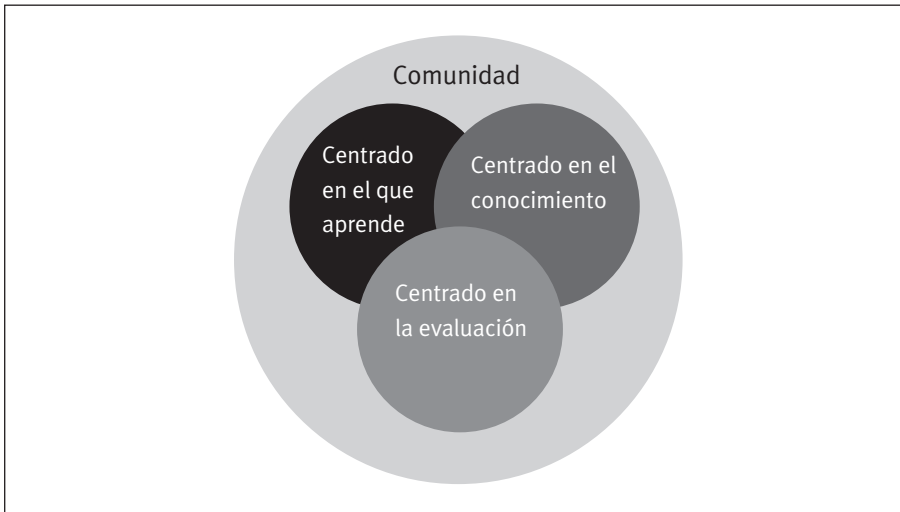 Comunidad
Centrado
en el que
aprende
Centrado en el
conocimiento
Centrado en
la evaluación